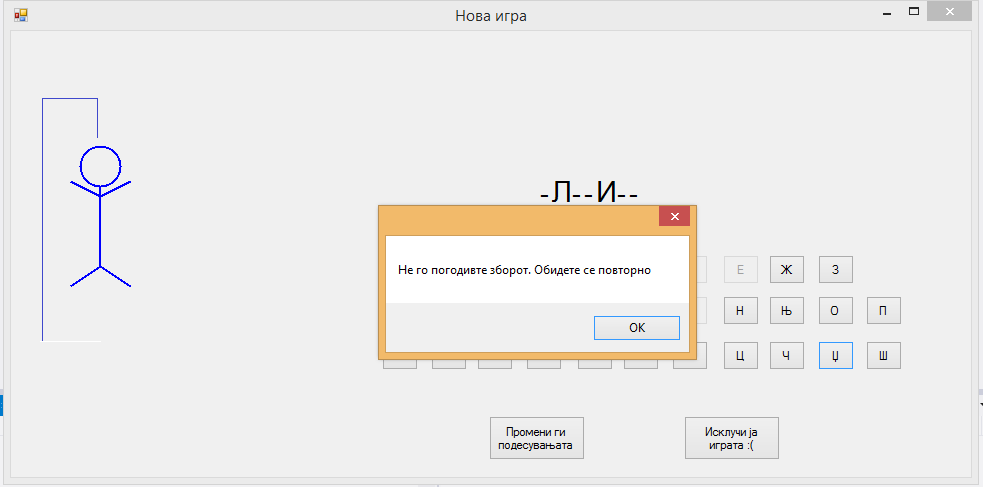 Нова игра
-Л--И--
Не го погодивте зборот. Обидете се повторно
OK
Е Ж З
Н Њ О П
Ц Ч Џ Ш
Промени ги
подесувањата
Исклучи ја
играта :(